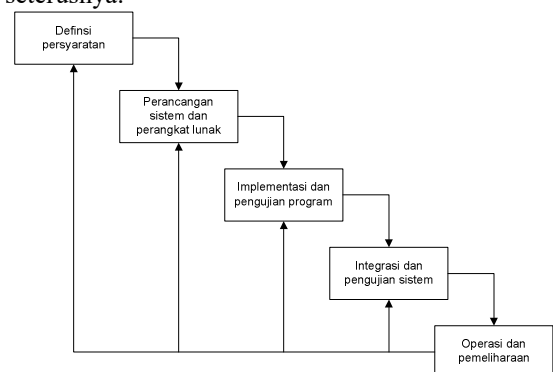 seterusnya.
Definsi
persyaratan
Perancangan
sistem dan
perangkat lunak
Implementasi dan
pengujian program
Integrasi dan
pengujian sistem
Operasi dan
pemeliharaan